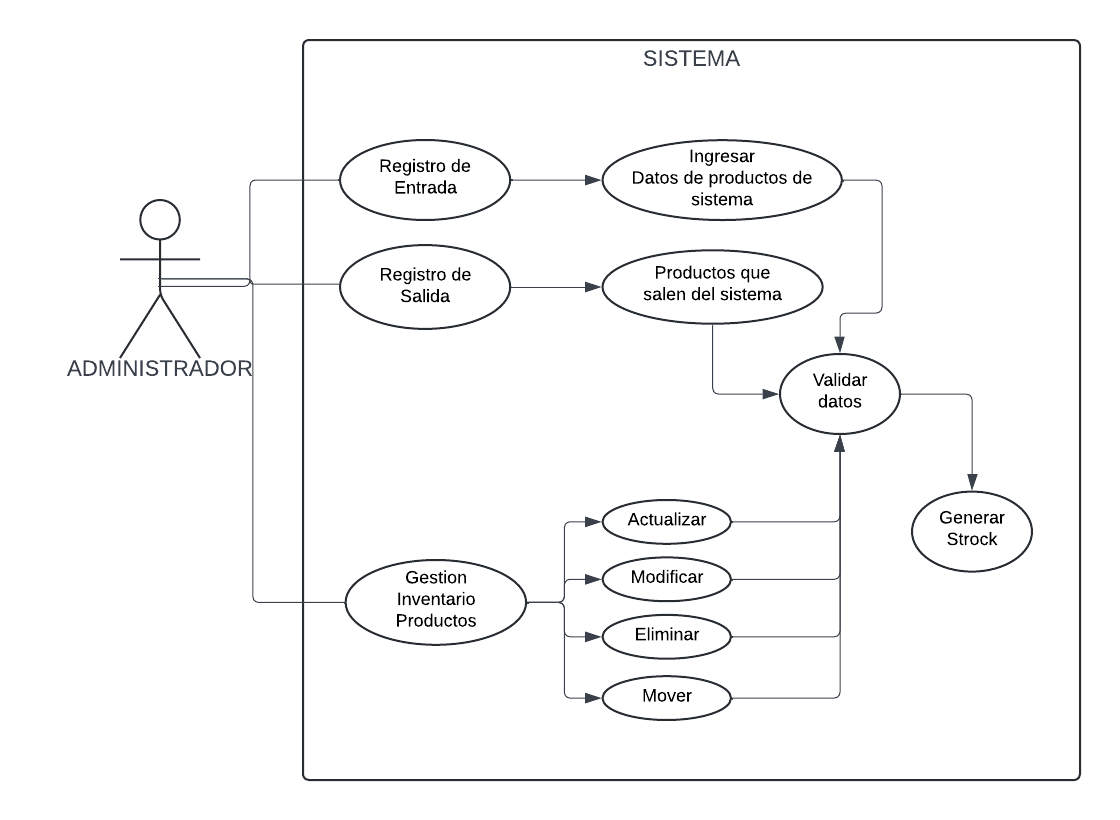 SISTEMA
Registro de
Entrada
Ingresar
Datos de productos de
sistema
Registro de
Salida
Productos que
salen del sistema
ADMINISTRADOR
Validar
datos
Generar
Strock
Gestion
Inventario
Productos
Actualizar
Modificar
Eliminar
Mover